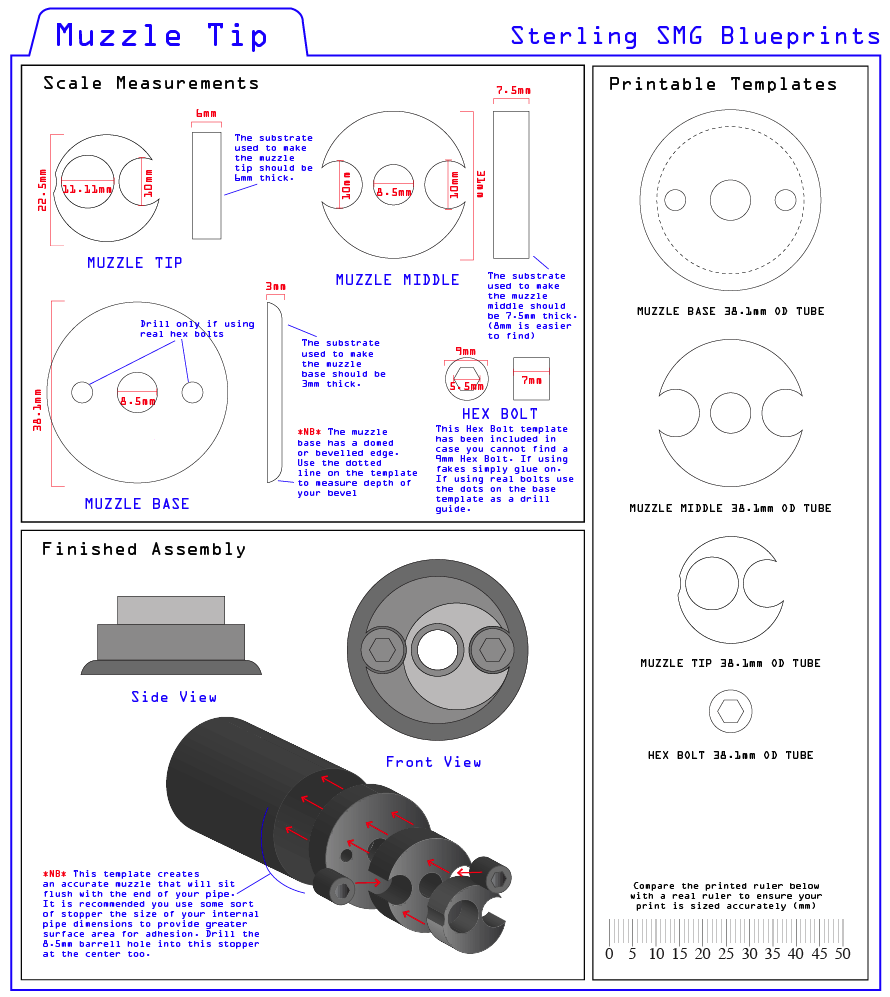 Muzzle Tip
Sterling SMG Blueprints
Scale Measurements
6mm
22.5mm
11.11mm
10mm
The substrate
used to make
the muzzle
tip should be
6mm thick.
MUZZLE TIP
7.5mm
10mm
8.5mm
10mm
31mm
MUZZLE MIDDLE
The substrate
used to make
the muzzle
middle should
be 7.5mm thick.
(8mm is easier
to find)
3mm
Drill only if using
real hex bolts
38.1mm
8.5mm
MUZZLE BASE
The substrate
used to make
the muzzle
base should be
3mm thick.
*NB* The muzzle
base has a domed
or bevelled edge.
Use the dotted
line on the template
to measure depth of
your bevel
9mm
5.5mm
7mm
HEX BOLT
This Hex Bolt template
has been included in
case you cannot find a
9mm Hex Bolt. If using
fakes simply glue on.
If using real bolts use
the dots on the base
template as a drill
guide.
Finished Assembly
Side View
Front View
*NB* This template creates
an accurate muzzle that will sit
flush with the end of your pipe.
It is recommended you use some sort
of stopper the size of your internal
pipe dimensions to provide greater
surface area for adhesion. Drill the
8.5mm barrell hole into this stopper
at the center too.
Printable Templates
MUZZLE BASE 38.1mm OD TUBE
MUZZLE MIDDLE 38.1mm OD TUBE
MUZZLE TIP 38.1mm OD TUBE
HEX BOLT 38.1mm OD TUBE
Compare the printed ruler below
with a real ruler to ensure your
print is sized accurately (mm)
0 5 10 15 20 25 30 35 40 45 50